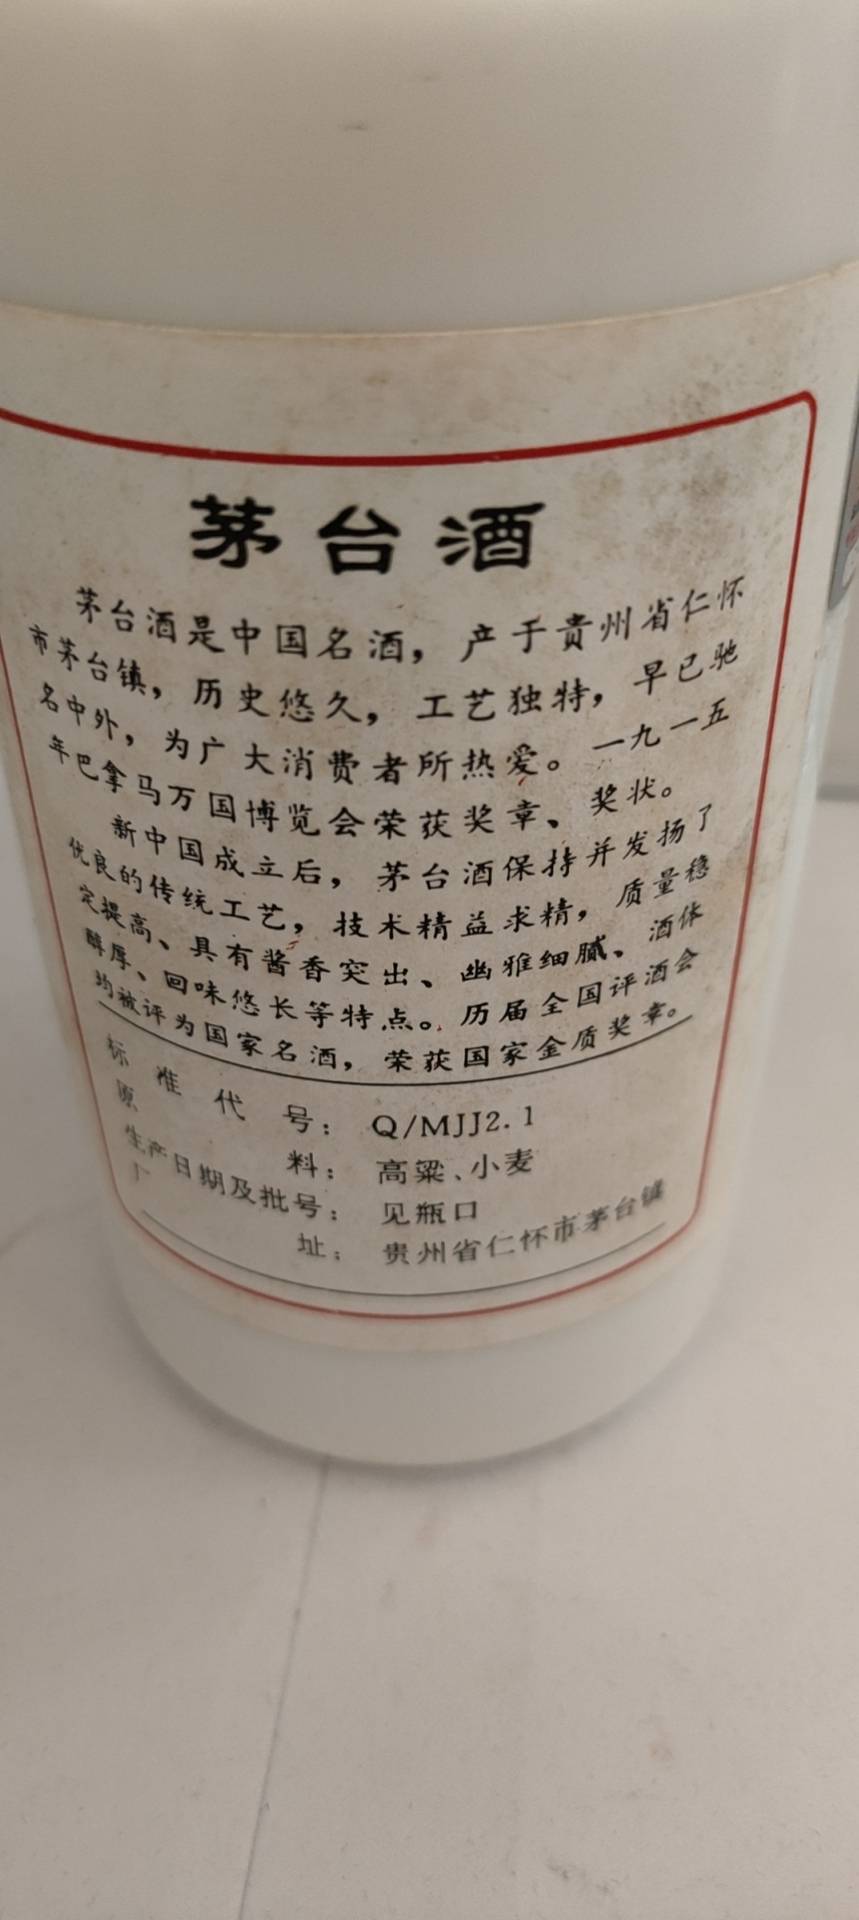 茅台酒
茅台酒是中国名酒，产于贵州省仁怀
市茅台镇，历史悠久，工艺独特，早已驰
名中外，为广大消费者所热爱。一九一五
年巴拿马万国博览会荣获奖章、奖状。
新中国成立后，茅台酒保持并发扬了
优良的传统工艺，技术精益求精，质量稳
定提高、具有酱香突出、幽雅细腻、酒体
醇厚、回味悠长等特点。历届全国评酒会
均被评为国家名酒，荣获国家金质奖章。
标准代号：Q/MJJ2.1
原料：高粱、小麦
生产日期及批号：见瓶口
厂址：贵州省仁怀市茅台镇